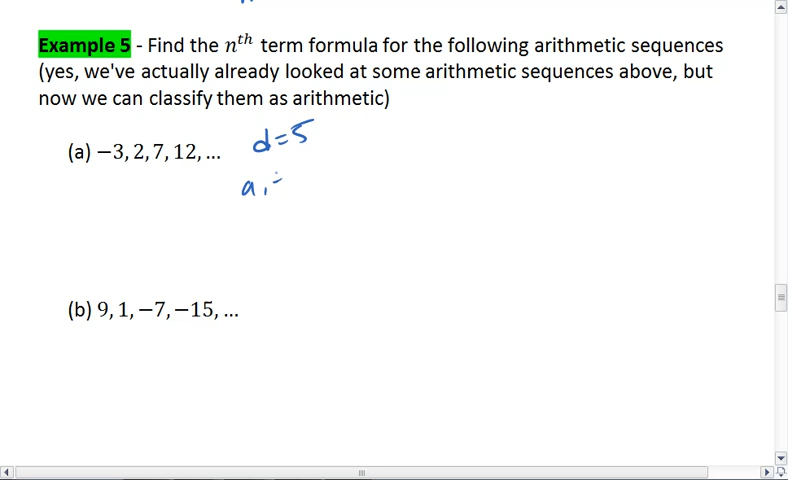 Example 5 - Find the nᵗʰ term formula for the following arithmetic sequences
(yes, we've actually already looked at some arithmetic sequences above, but
now we can classify them as arithmetic)
(a) −3, 2, 7, 12, ... d=5
a₁=
(b) 9, 1, −7, −15, ...